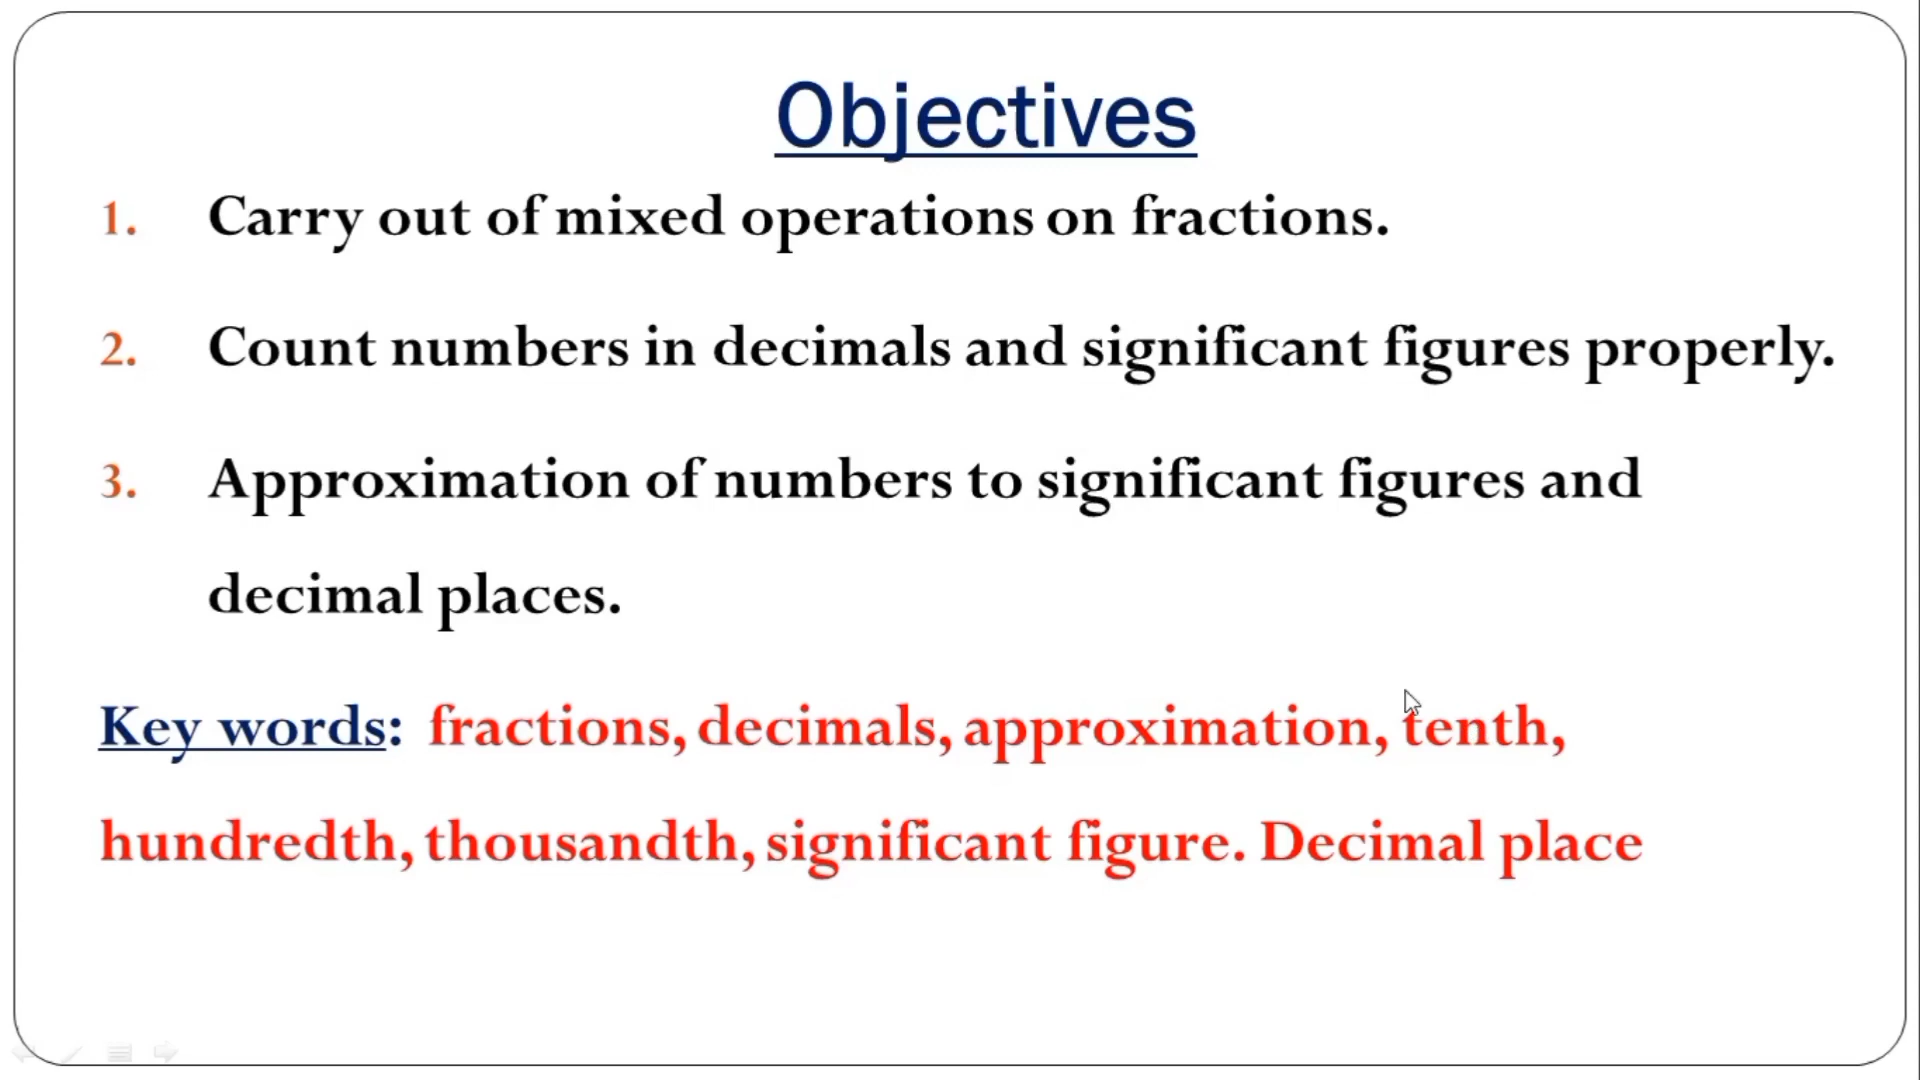 Objectives
1. Carry out of mixed operations on fractions.
2. Count numbers in decimals and significant figures properly.
3. Approximation of numbers to significant figures and
decimal places.
Key words: fractions, decimals, approximation, tenth,
hundredth, thousandth, significant figure. Decimal place